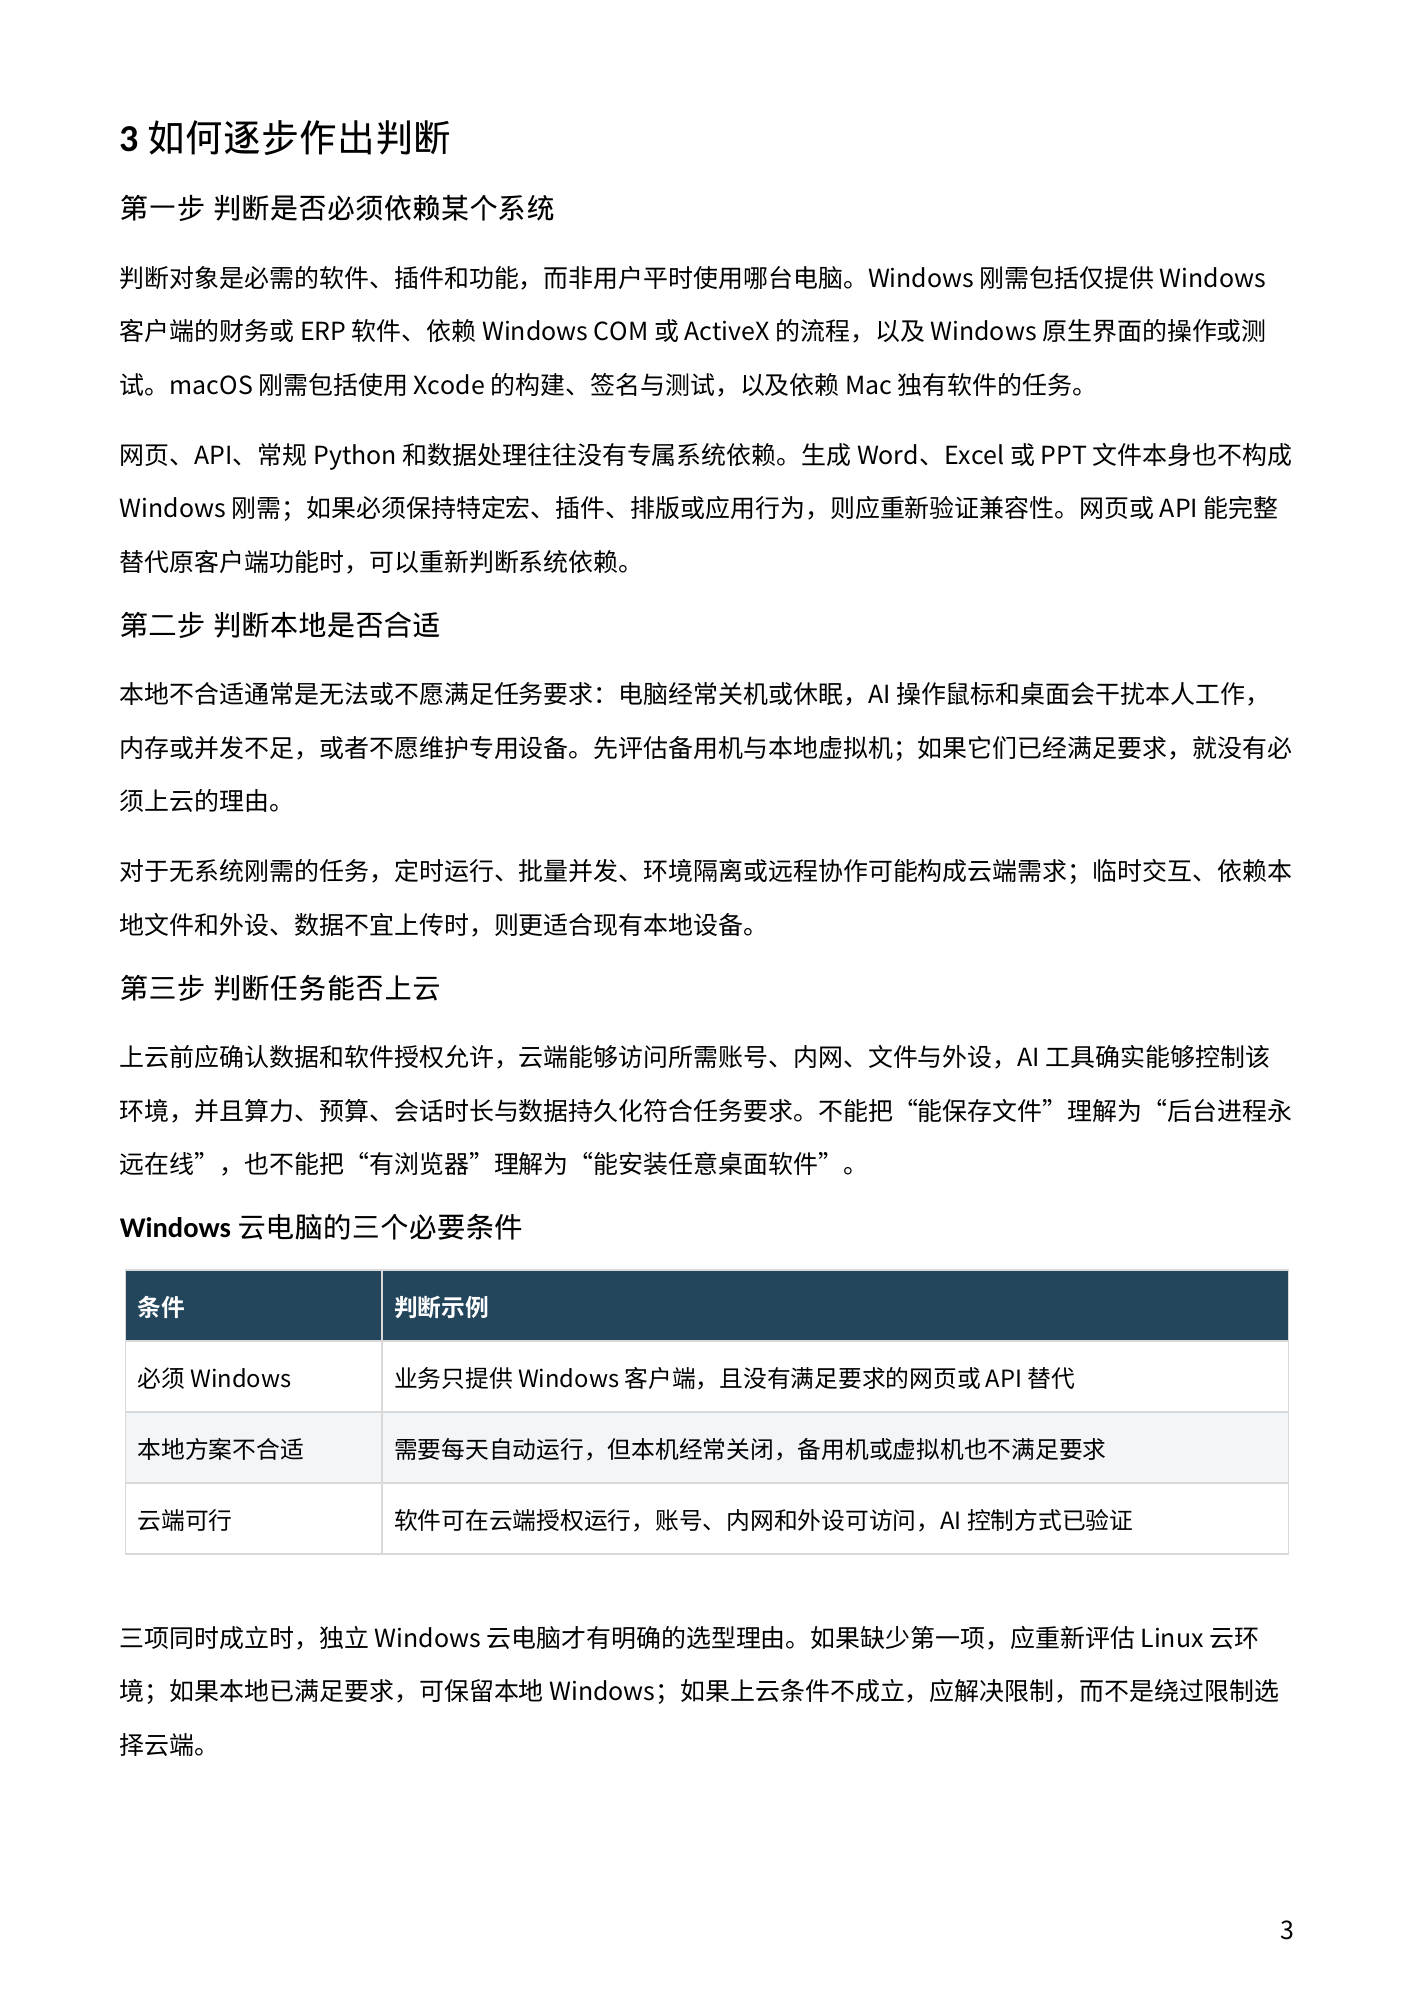 3 如何逐步作出判断
第一步 判断是否必须依赖某个系统
判断对象是必需的软件、插件和功能，而非用户平时使用哪台电脑。Windows 刚需包括仅提供 Windows
客户端的财务或 ERP 软件、依赖 Windows COM 或 ActiveX 的流程，以及 Windows 原生界面的操作或测
试。macOS 刚需包括使用 Xcode 的构建、签名与测试，以及依赖 Mac 独有软件的任务。
网页、API、常规 Python 和数据处理往往没有专属系统依赖。生成 Word、Excel 或 PPT 文件本身也不构成
Windows 刚需；如果必须保持特定宏、插件、排版或应用行为，则应重新验证兼容性。网页或 API 能完整
替代原客户端功能时，可以重新判断系统依赖。
第二步 判断本地是否合适
本地不合适通常是无法或不愿满足任务要求：电脑经常关机或休眠，AI 操作鼠标和桌面会干扰本人工作，
内存或并发不足，或者不愿维护专用设备。先评估备用机与本地虚拟机；如果它们已经满足要求，就没有必
须上云的理由。
对于无系统刚需的任务，定时运行、批量并发、环境隔离或远程协作可能构成云端需求；临时交互、依赖本
地文件和外设、数据不宜上传时，则更适合现有本地设备。
第三步 判断任务能否上云
上云前应确认数据和软件授权允许，云端能够访问所需账号、内网、文件与外设，AI 工具确实能够控制该
环境，并且算力、预算、会话时长与数据持久化符合任务要求。不能把“能保存文件”理解为“后台进程永
远在线”，也不能把“有浏览器”理解为“能安装任意桌面软件”。
Windows 云电脑的三个必要条件
条件 判断示例
必须 Windows 业务只提供 Windows 客户端，且没有满足要求的网页或 API 替代
本地方案不合适 需要每天自动运行，但本机经常关闭，备用机或虚拟机也不满足要求
云端可行 软件可在云端授权运行，账号、内网和外设可访问，AI 控制方式已验证
三项同时成立时，独立 Windows 云电脑才有明确的选型理由。如果缺少第一项，应重新评估 Linux 云环
境；如果本地已满足要求，可保留本地 Windows；如果上云条件不成立，应解决限制，而不是绕过限制选
择云端。
3